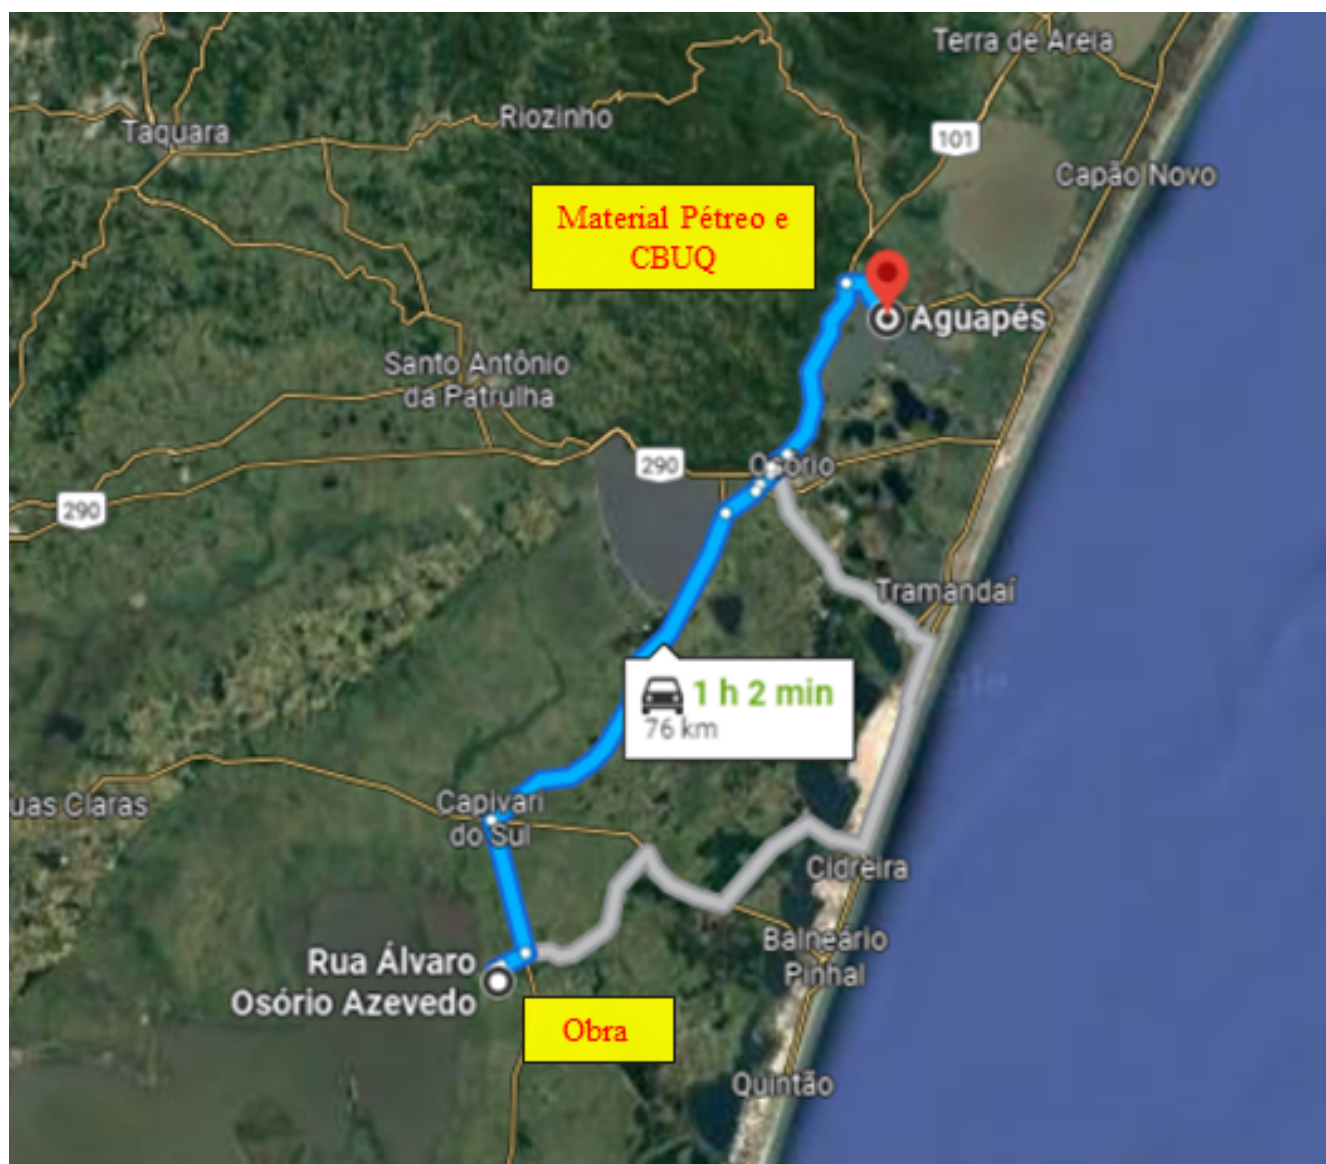 Terra de Areia
Riozinho
Taquara
101
Capão Novo
Material Pétreo e
CBUQ
Aguapés
Santo Antônio
da Patrulha
290
Osório
290
Tramandaí
1 h 2 min
76 km
Capivari
do Sul
uas Claras
Cidreira
Balneário
Pinhal
Rua Álvaro
Osório Azevedo
Obra
Quintão